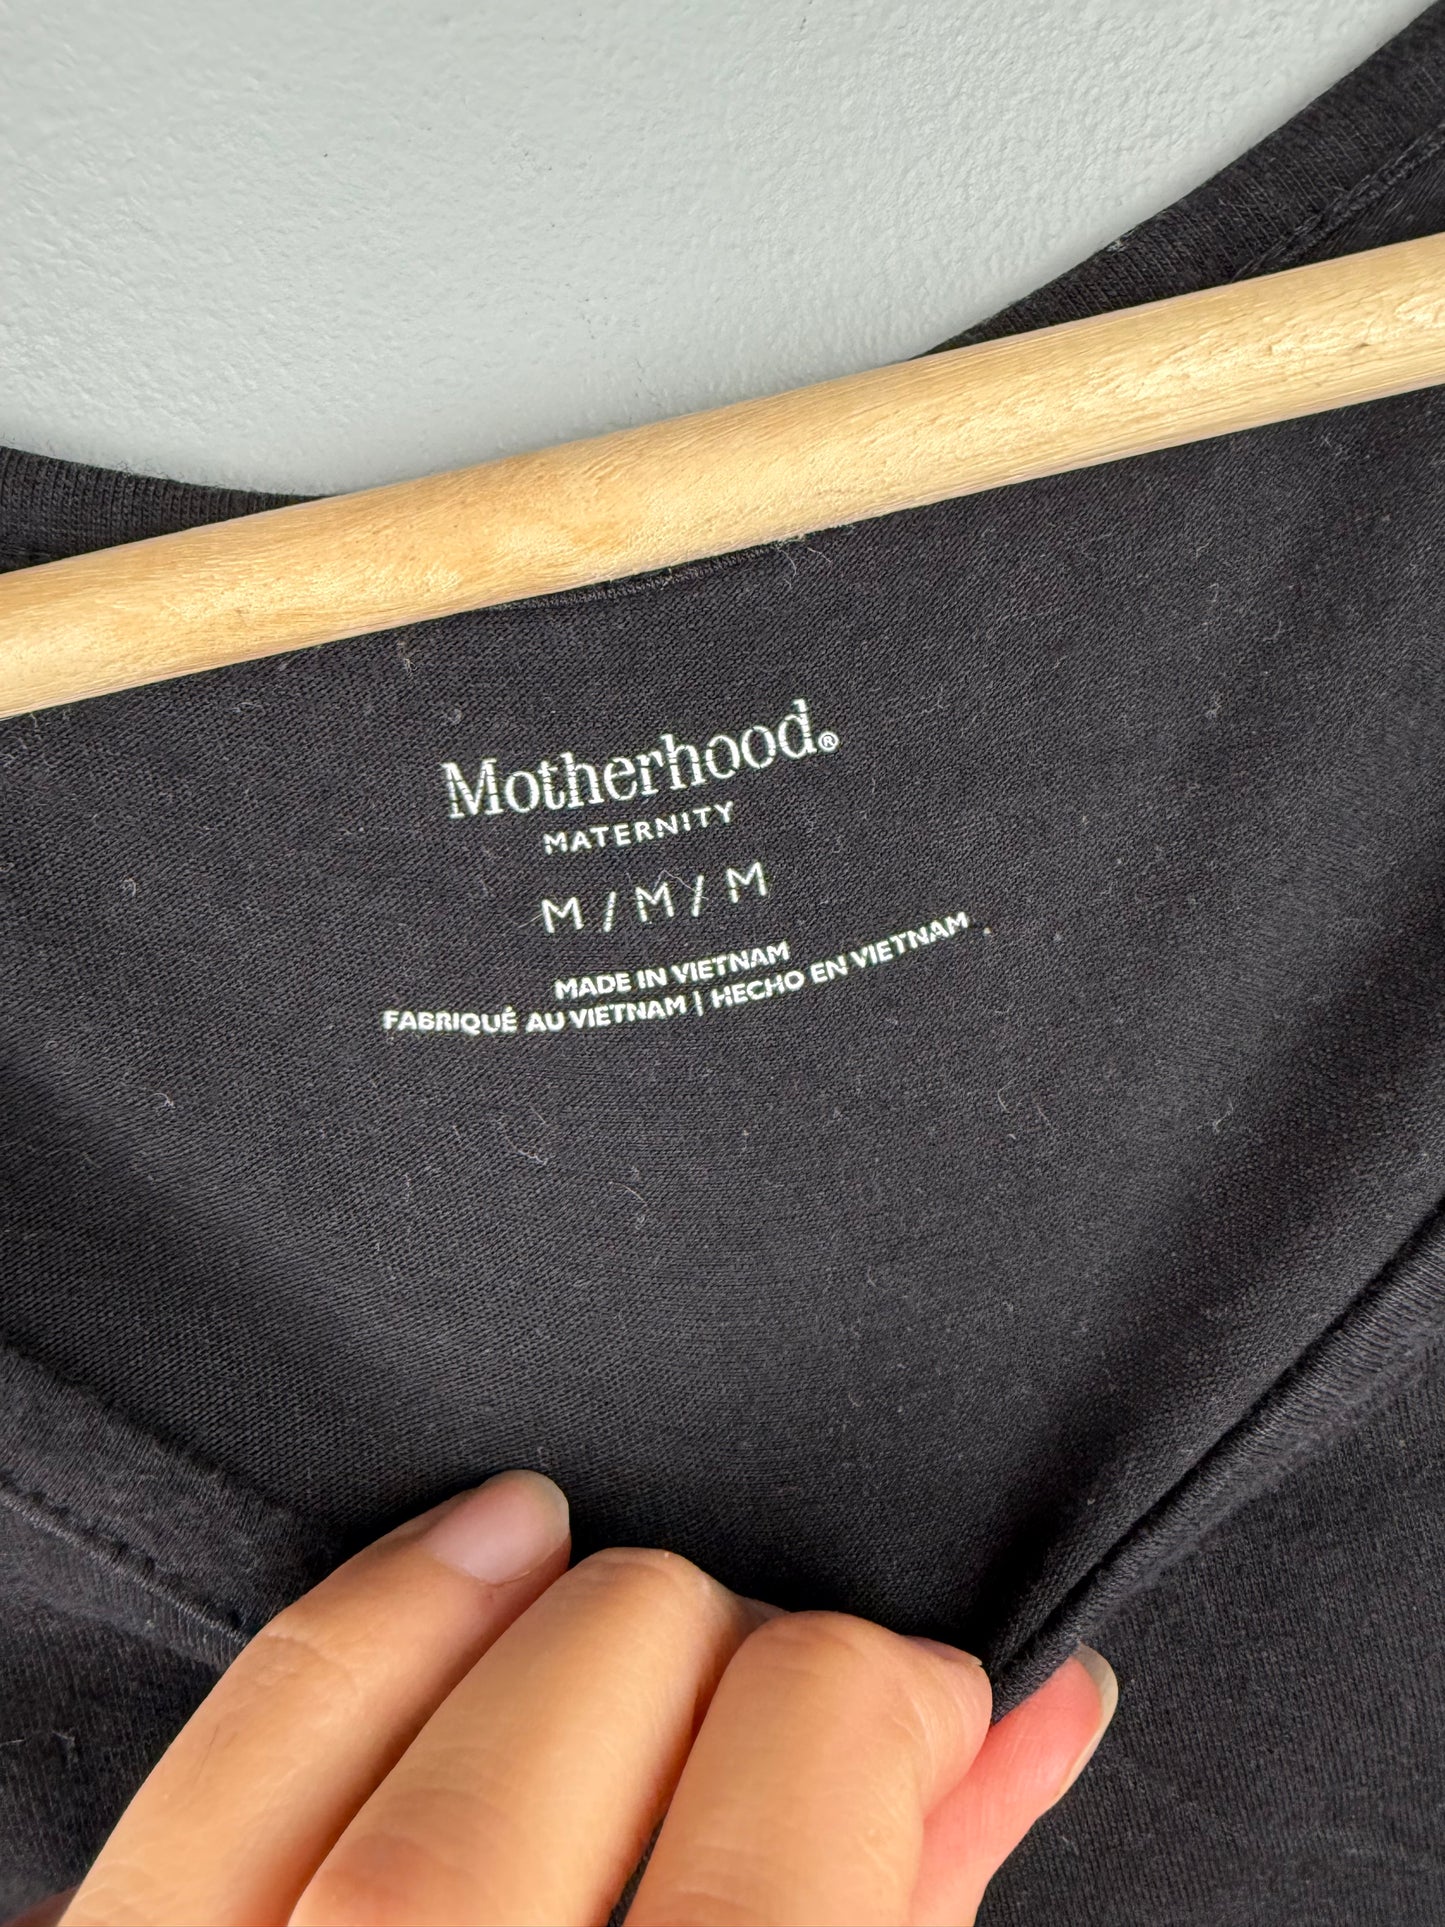 Motherhood®
MATERNITY
M / M / M
MADE IN VIETNAM
FABRIQUÉ AU VIETNAM | HECHO EN VIETNAM